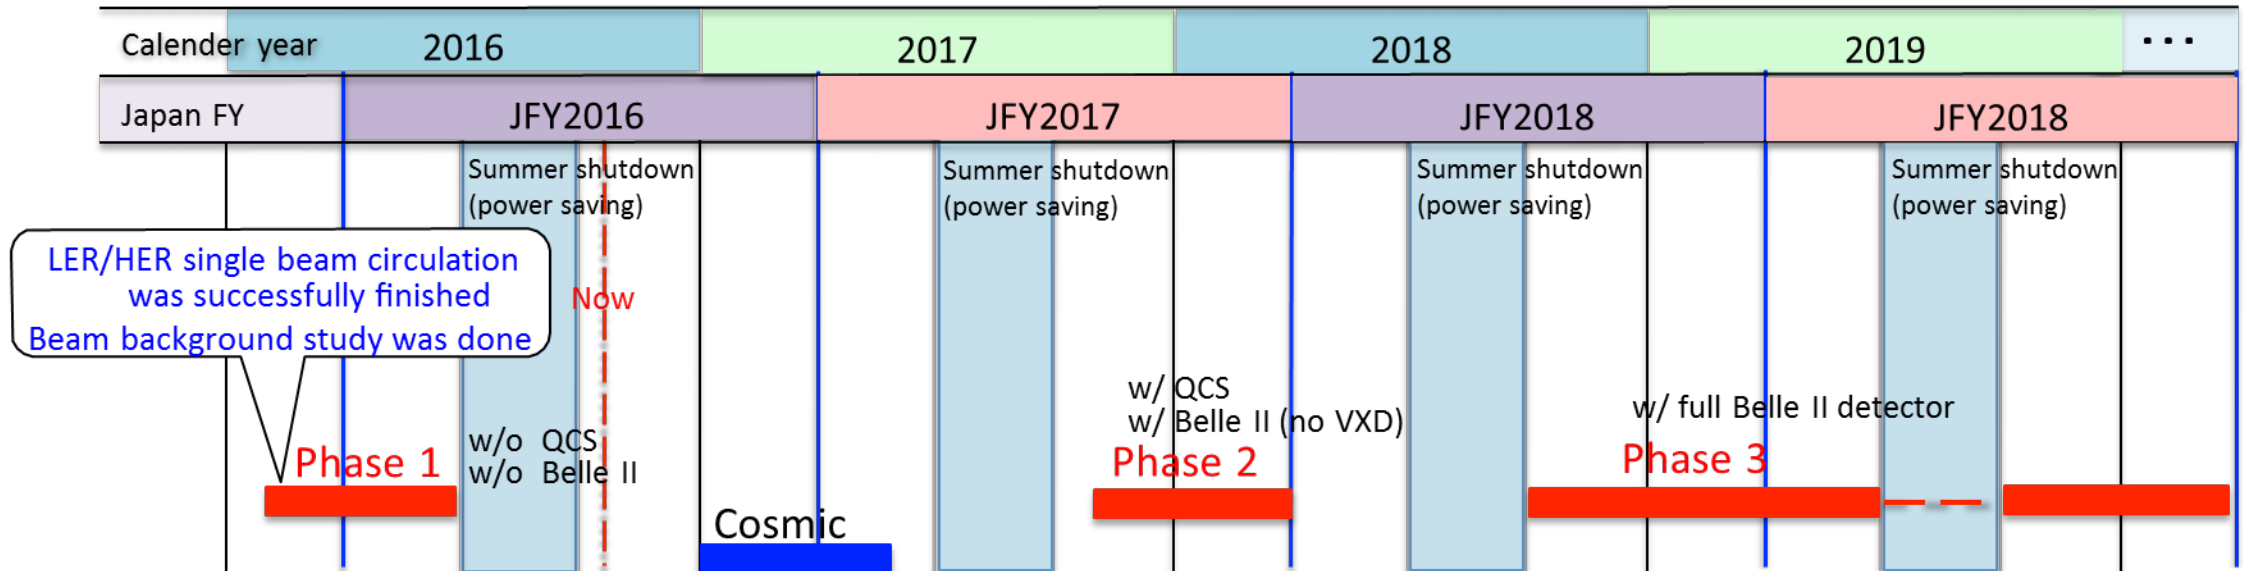 Calender year 2016 2017 2018 2019 ...
Japan FY JFY2016 JFY2017 JFY2018 JFY2018
Summer shutdown
(power saving)
Summer shutdown
(power saving)
Summer shutdown
(power saving)
Summer shutdown
(power saving)
LER/HER single beam circulation
was successfully finished
Beam background study was done
Now
w/ QCS
w/ Belle II (no VXD)
w/ full Belle II detector
Phase 1
w/o QCS
w/o Belle II
Phase 2
Phase 3
Cosmic